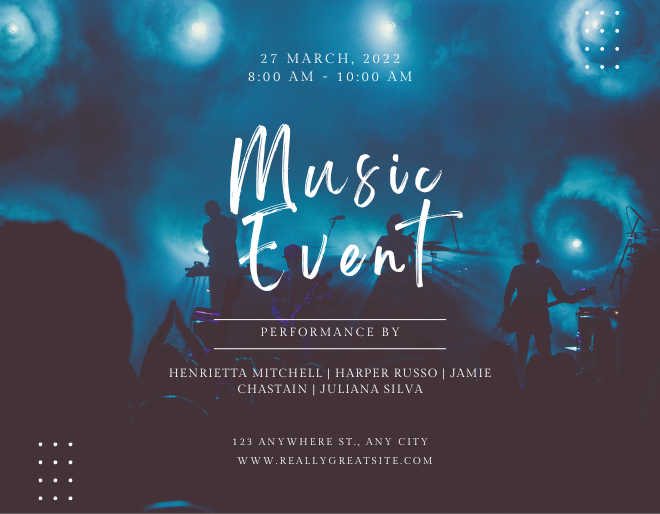 27 MARCH, 2022
8:00 AM - 10:00 AM
Music
Event
PERFORMANCE BY
HENRIETTA MITCHELL | HARPER RUSSO | JAMIE
CHASTAIN | JULIANA SILVA
123 ANYWHERE ST., ANY CITY
WWW.REALLYGREATSITE.COM